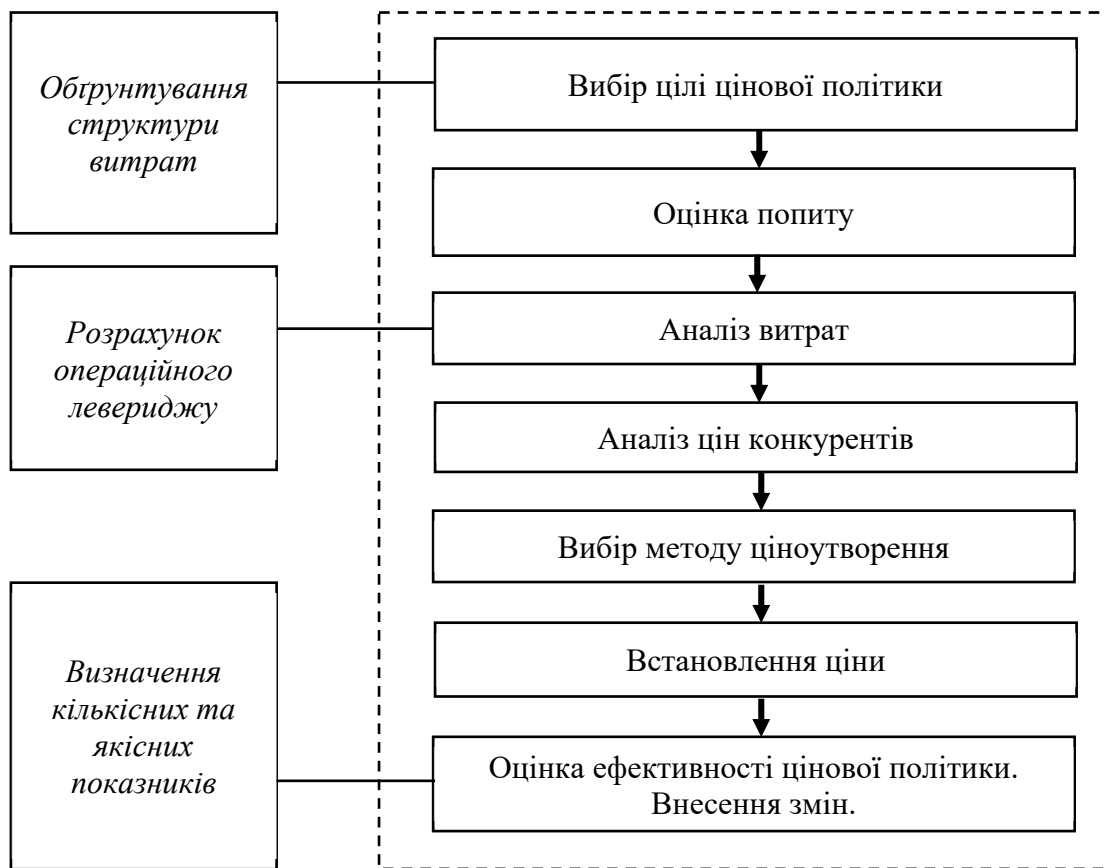 Обґрунтування
структури
витрат
Вибір цілі цінової політики
Оцінка попиту
Розрахунок
операційного
левериджу
Аналіз витрат
Аналіз цін конкурентів
Вибір методу ціноутворення
Встановлення ціни
Визначення
кількісних та
якісних
показників
Оцінка ефективності цінової політики.
Внесення змін.